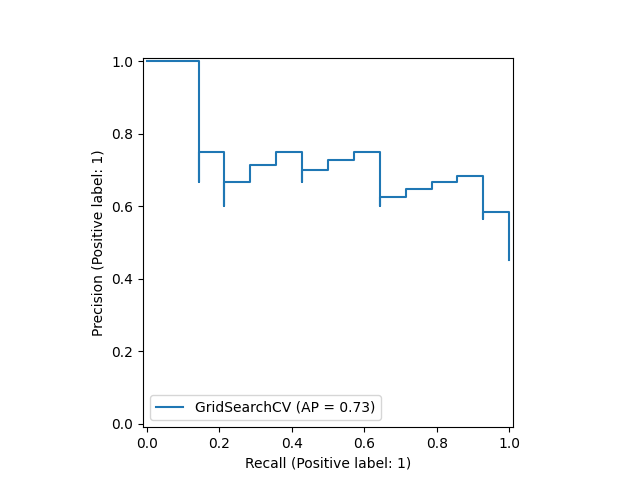 1.0
0.8
0.6
0.4
0.2
0.0
Precision (Positive label: 1)
GridSearchCV (AP = 0.73)
0.0 0.2 0.4 0.6 0.8 1.0
Recall (Positive label: 1)